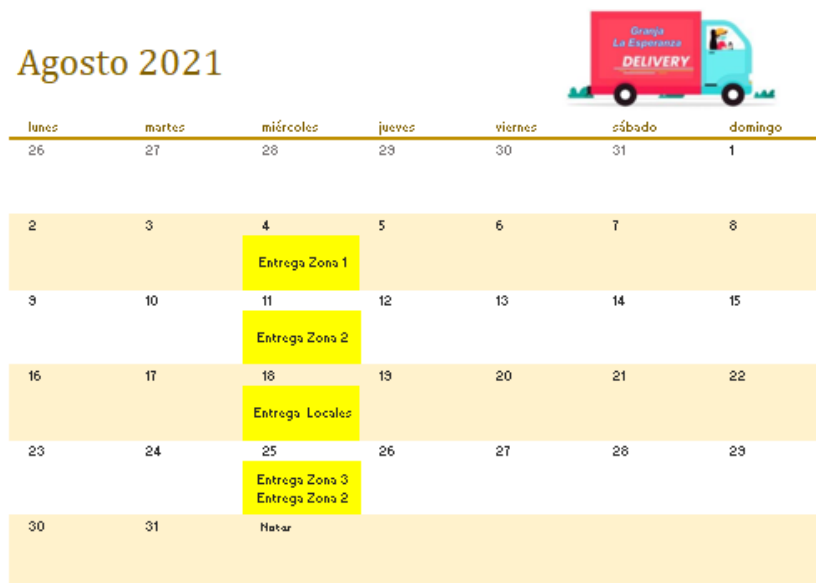 Granja
La Esperanza
DELIVERY
Agosto 2021
lunes martes miércoles jueves viernes sábado domingo
26 27 28 29 30 31 1
2 3 4 5 6 7 8
Entrega Zona 1
9 10 11 12 13 14 15
Entrega Zona 2
16 17 18 19 20 21 22
Entrega Locales
23 24 25 26 27 28 29
Entrega Zona 3
Entrega Zona 2
30 31 Notar